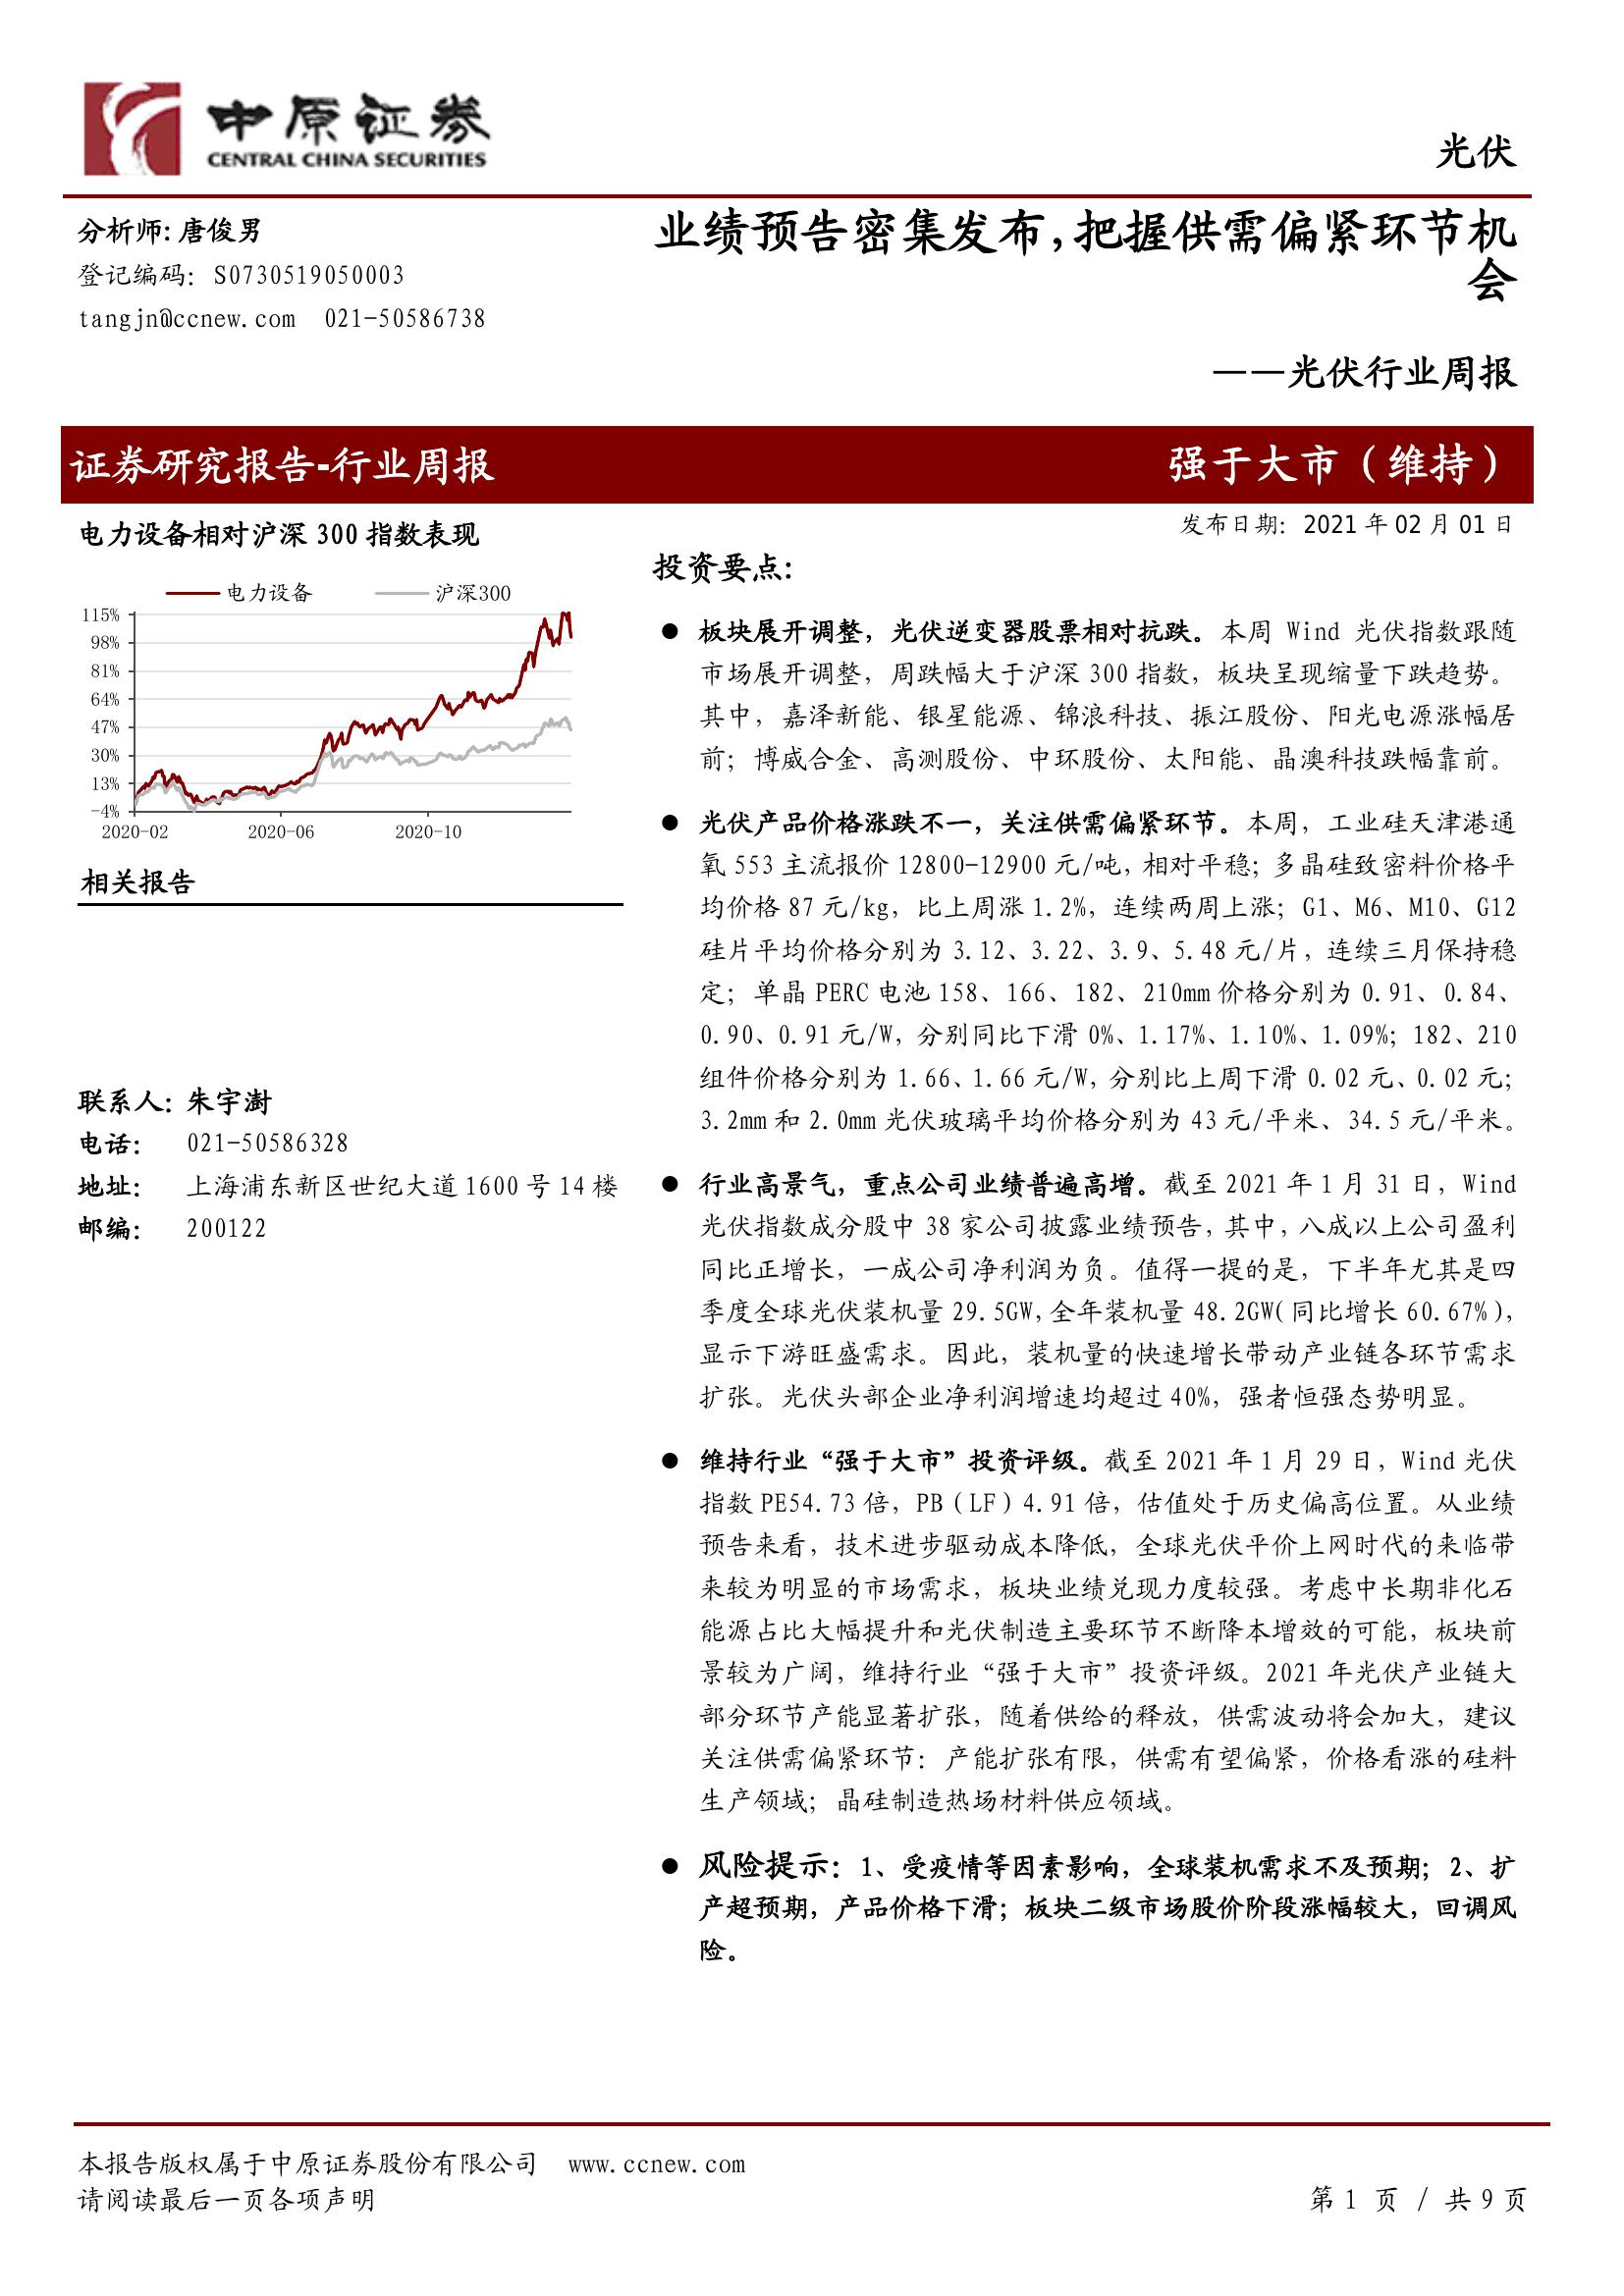 中原证券
CENTRAL CHINA SECURITIES
光伏
分析师:唐俊男
登记编码：S0730519050003
tangjn@ccnew.com 021-50586738
业绩预告密集发布,把握供需偏紧环节机
会
——光伏行业周报
证券研究报告-行业周报
强于大市（维持）
电力设备相对沪深 300 指数表现
电力设备 沪深300
115%
98%
81%
64%
47%
30%
13%
-4%
2020-02 2020-06 2020-10
相关报告
联系人：朱宇澍
电话： 021-50586328
地址： 上海浦东新区世纪大道 1600 号 14 楼
邮编： 200122
发布日期：2021 年 02 月 01 日
投资要点:
● 板块展开调整，光伏逆变器股票相对抗跌。本周 Wind 光伏指数跟随
市场展开调整，周跌幅大于沪深 300 指数，板块呈现缩量下跌趋势。
其中，嘉泽新能、银星能源、锦浪科技、振江股份、阳光电源涨幅居
前；博威合金、高测股份、中环股份、太阳能、晶澳科技跌幅靠前。
● 光伏产品价格涨跌不一，关注供需偏紧环节。本周，工业硅天津港通
氧 553 主流报价 12800-12900 元/吨，相对平稳；多晶硅致密料价格平
均价格 87 元/kg，比上周涨 1.2%，连续两周上涨；G1、M6、M10、G12
硅片平均价格分别为 3.12、3.22、3.9、5.48 元/片，连续三月保持稳
定；单晶 PERC 电池 158、166、182、210mm 价格分别为 0.91、0.84、
0.90、0.91 元/W，分别同比下滑 0%、1.17%、1.10%、1.09%；182、210
组件价格分别为 1.66、1.66 元/W，分别比上周下滑 0.02 元、0.02 元；
3.2mm 和 2.0mm 光伏玻璃平均价格分别为 43 元/平米、34.5 元/平米。
● 行业高景气，重点公司业绩普遍高增。截至 2021 年 1 月 31 日，Wind
光伏指数成分股中 38 家公司披露业绩预告，其中，八成以上公司盈利
同比正增长，一成公司净利润为负。值得一提的是，下半年尤其是四
季度全球光伏装机量 29.5GW，全年装机量 48.2GW（同比增长 60.67%），
显示下游旺盛需求。因此，装机量的快速增长带动产业链各环节需求
扩张。光伏头部企业净利润增速均超过 40%，强者恒强态势明显。
● 维持行业“强于大市”投资评级。截至 2021 年 1 月 29 日，Wind 光伏
指数 PE54.73 倍，PB（LF）4.91 倍，估值处于历史偏高位置。从业绩
预告来看，技术进步驱动成本降低，全球光伏平价上网时代的来临带
来较为明显的市场需求，板块业绩兑现力度较强。考虑中长期非化石
能源占比大幅提升和光伏制造主要环节不断降本增效的可能，板块前
景较为广阔，维持行业“强于大市”投资评级。2021 年光伏产业链大
部分环节产能显著扩张，随着供给的释放，供需波动将会加大，建议
关注供需偏紧环节：产能扩张有限，供需有望偏紧，价格看涨的硅料
生产领域；晶硅制造热场材料供应领域。
● 风险提示：1、受疫情等因素影响，全球装机需求不及预期；2、扩
产超预期，产品价格下滑；板块二级市场股价阶段涨幅较大，回调风
险。
本报告版权属于中原证券股份有限公司 www.ccnew.com
请阅读最后一页各项声明
第 1 页 / 共 9 页